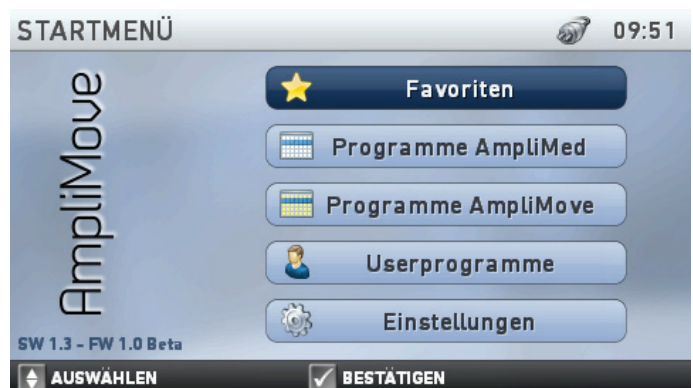 STARTMENÜ
09:51
AmpliMove
Favoriten
Programme AmpliMed
Programme AmpliMove
Userprogramme
Einstellungen
SW 1.3 - FW 1.0 Beta
AUSWÄHLEN
BESTÄTIGEN